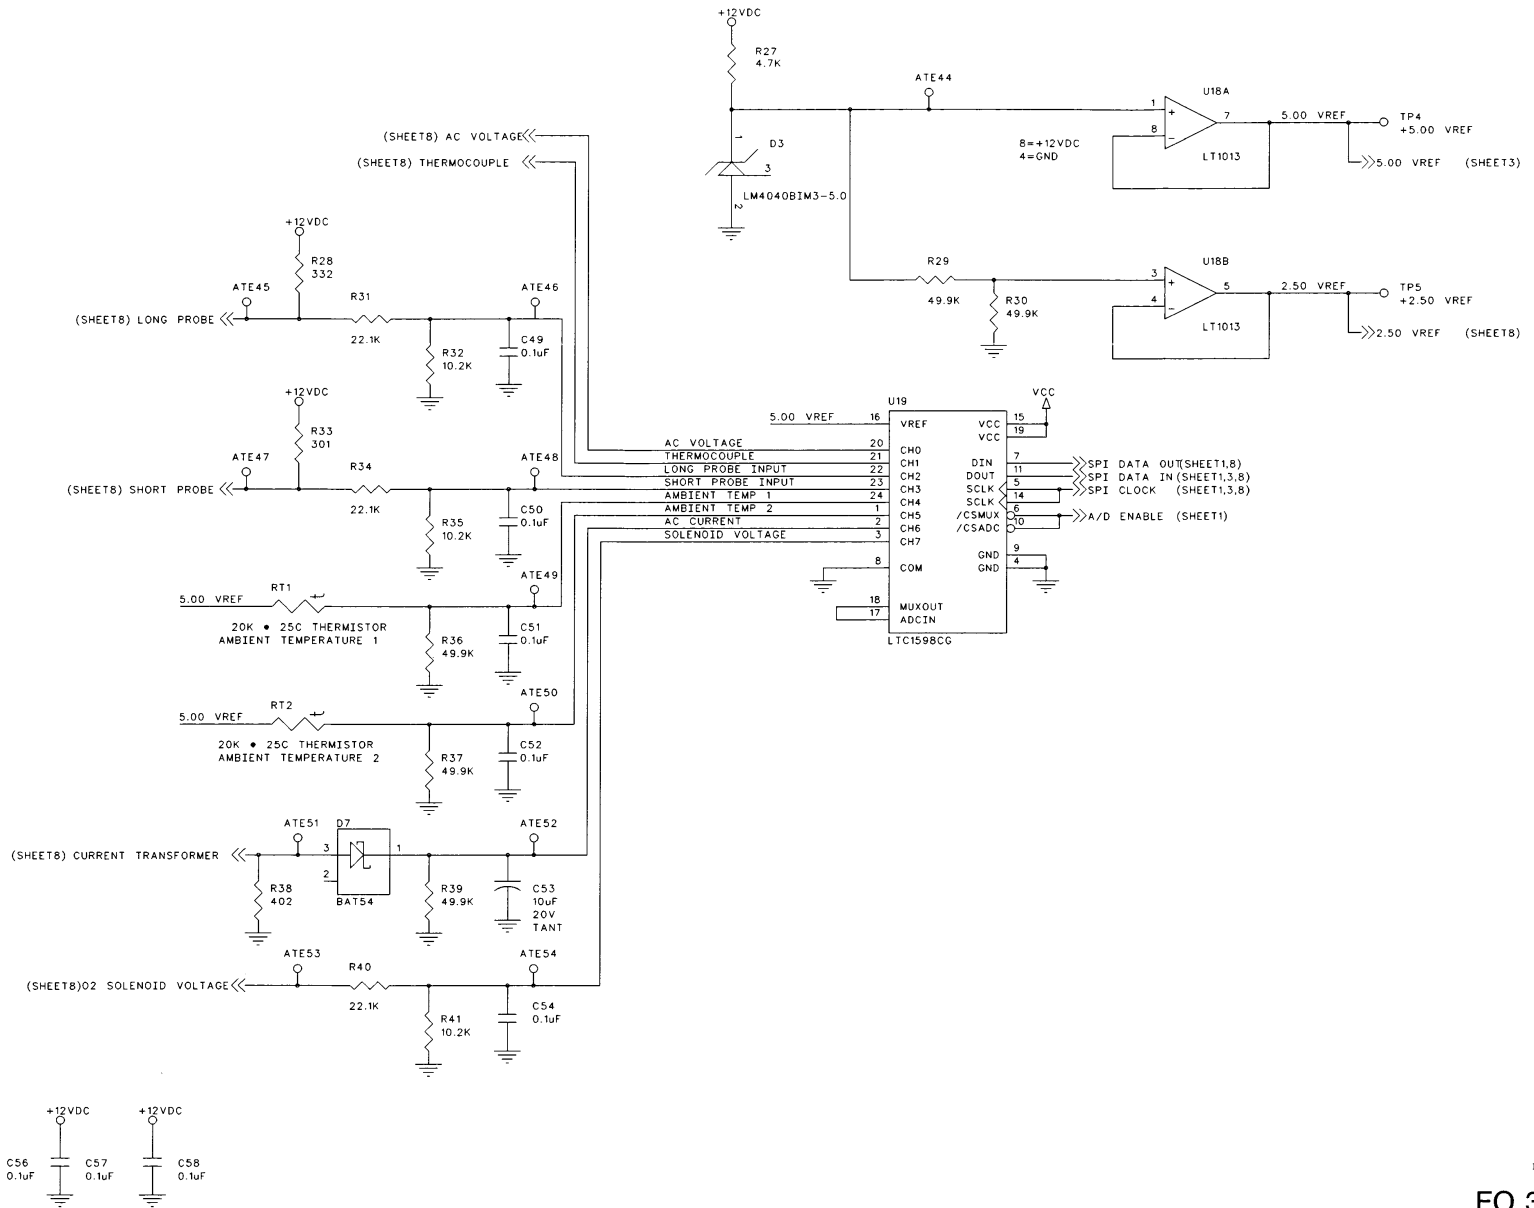 +12VDC
R27
4.7K
ATE44
U18A
1
8
+
-
7
5.00 VREF
TP4
+5.00 VREF
8=+12VDC
4=GND
LT1013
5.00 VREF (SHEET3)
1
D3
3
LM4040BIM3-5.0
2
(SHEET8) AC VOLTAGE
(SHEET8) THERMOCOUPLE
R29
49.9K
R30
49.9K
U18B
3
4
+
-
5
2.50 VREF
TP5
+2.50 VREF
LT1013
2.50 VREF (SHEET8)
+12VDC
R28
332
ATE45
R31
22.1K
ATE46
(SHEET8) LONG PROBE
R32
10.2K
C49
0.1uF
+12VDC
R33
301
ATE47
R34
22.1K
ATE48
(SHEET8) SHORT PROBE
R35
10.2K
C50
0.1uF
RT1
t
5.00 VREF
20K • 25C THERMISTOR
AMBIENT TEMPERATURE 1
ATE49
R36
49.9K
C51
0.1uF
RT2
t
5.00 VREF
20K • 25C THERMISTOR
AMBIENT TEMPERATURE 2
ATE50
R37
49.9K
C52
0.1uF
ATE51
D7
3
2
1
BAT54
ATE52
(SHEET8) CURRENT TRANSFORMER
R38
402
R39
49.9K
C53
10uF
20V
TANT
ATE53
R40
22.1K
ATE54
(SHEET8)O2 SOLENOID VOLTAGE
R41
10.2K
C54
0.1uF
U19
VCC
5.00 VREF 16 VREF
AC VOLTAGE 20 CH0
THERMOCOUPLE 21 CH1
LONG PROBE INPUT 22 CH2
SHORT PROBE INPUT 23 CH3
AMBIENT TEMP 1 24 CH4
AMBIENT TEMP 2 1 CH5
AC CURRENT 2 CH6
SOLENOID VOLTAGE 3 CH7
8 COM
18 MUXOUT
17 ADCIN
VCC 15
VCC 19
DIN 7 SPI DATA OUT(SHEET1,8)
DOUT 11 SPI DATA IN (SHEET1,3,8)
SCLK 5 SPI CLOCK (SHEET1,3,8)
SCLK 14
/CSMUX 6 A/D ENABLE (SHEET1)
/CSADC 10
GND 9
GND 4
LTC1598CG
+12VDC
+12VDC
C56
0.1uF
C57
0.1uF
C58
0.1uF
FO 3